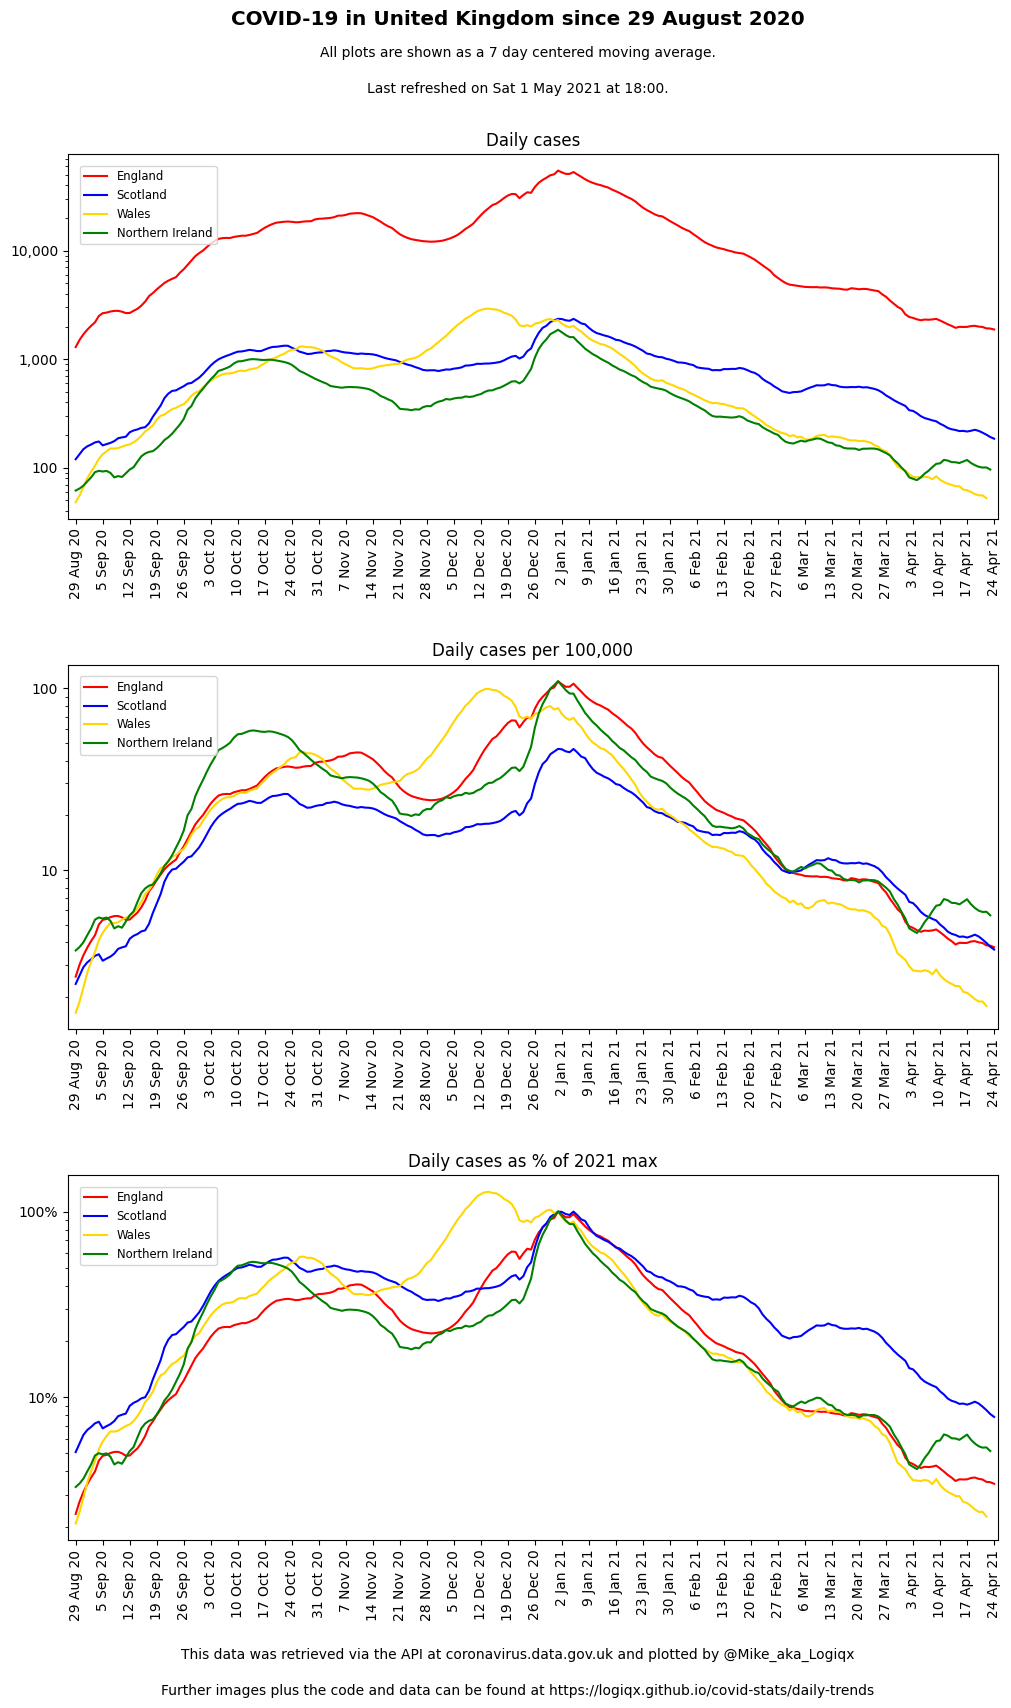 COVID-19 in United Kingdom since 29 August 2020
All plots are shown as a 7 day centered moving average.
Last refreshed on Sat 1 May 2021 at 18:00.
Daily cases
England
Scotland
Wales
Northern Ireland
10,000
1,000
100
29 Aug 20
5 Sep 20
12 Sep 20
19 Sep 20
26 Sep 20
3 Oct 20
10 Oct 20
17 Oct 20
24 Oct 20
31 Oct 20
7 Nov 20
14 Nov 20
21 Nov 20
28 Nov 20
5 Dec 20
12 Dec 20
19 Dec 20
26 Dec 20
2 Jan 21
9 Jan 21
16 Jan 21
23 Jan 21
30 Jan 21
6 Feb 21
13 Feb 21
20 Feb 21
27 Feb 21
6 Mar 21
13 Mar 21
20 Mar 21
27 Mar 21
3 Apr 21
10 Apr 21
17 Apr 21
24 Apr 21
Daily cases per 100,000
England
Scotland
Wales
Northern Ireland
100
10
29 Aug 20
5 Sep 20
12 Sep 20
19 Sep 20
26 Sep 20
3 Oct 20
10 Oct 20
17 Oct 20
24 Oct 20
31 Oct 20
7 Nov 20
14 Nov 20
21 Nov 20
28 Nov 20
5 Dec 20
12 Dec 20
19 Dec 20
26 Dec 20
2 Jan 21
9 Jan 21
16 Jan 21
23 Jan 21
30 Jan 21
6 Feb 21
13 Feb 21
20 Feb 21
27 Feb 21
6 Mar 21
13 Mar 21
20 Mar 21
27 Mar 21
3 Apr 21
10 Apr 21
17 Apr 21
24 Apr 21
Daily cases as % of 2021 max
England
Scotland
Wales
Northern Ireland
100%
10%
29 Aug 20
5 Sep 20
12 Sep 20
19 Sep 20
26 Sep 20
3 Oct 20
10 Oct 20
17 Oct 20
24 Oct 20
31 Oct 20
7 Nov 20
14 Nov 20
21 Nov 20
28 Nov 20
5 Dec 20
12 Dec 20
19 Dec 20
26 Dec 20
2 Jan 21
9 Jan 21
16 Jan 21
23 Jan 21
30 Jan 21
6 Feb 21
13 Feb 21
20 Feb 21
27 Feb 21
6 Mar 21
13 Mar 21
20 Mar 21
27 Mar 21
3 Apr 21
10 Apr 21
17 Apr 21
24 Apr 21
This data was retrieved via the API at coronavirus.data.gov.uk and plotted by @Mike_aka_Logiqx
Further images plus the code and data can be found at https://logiqx.github.io/covid-stats/daily-trends